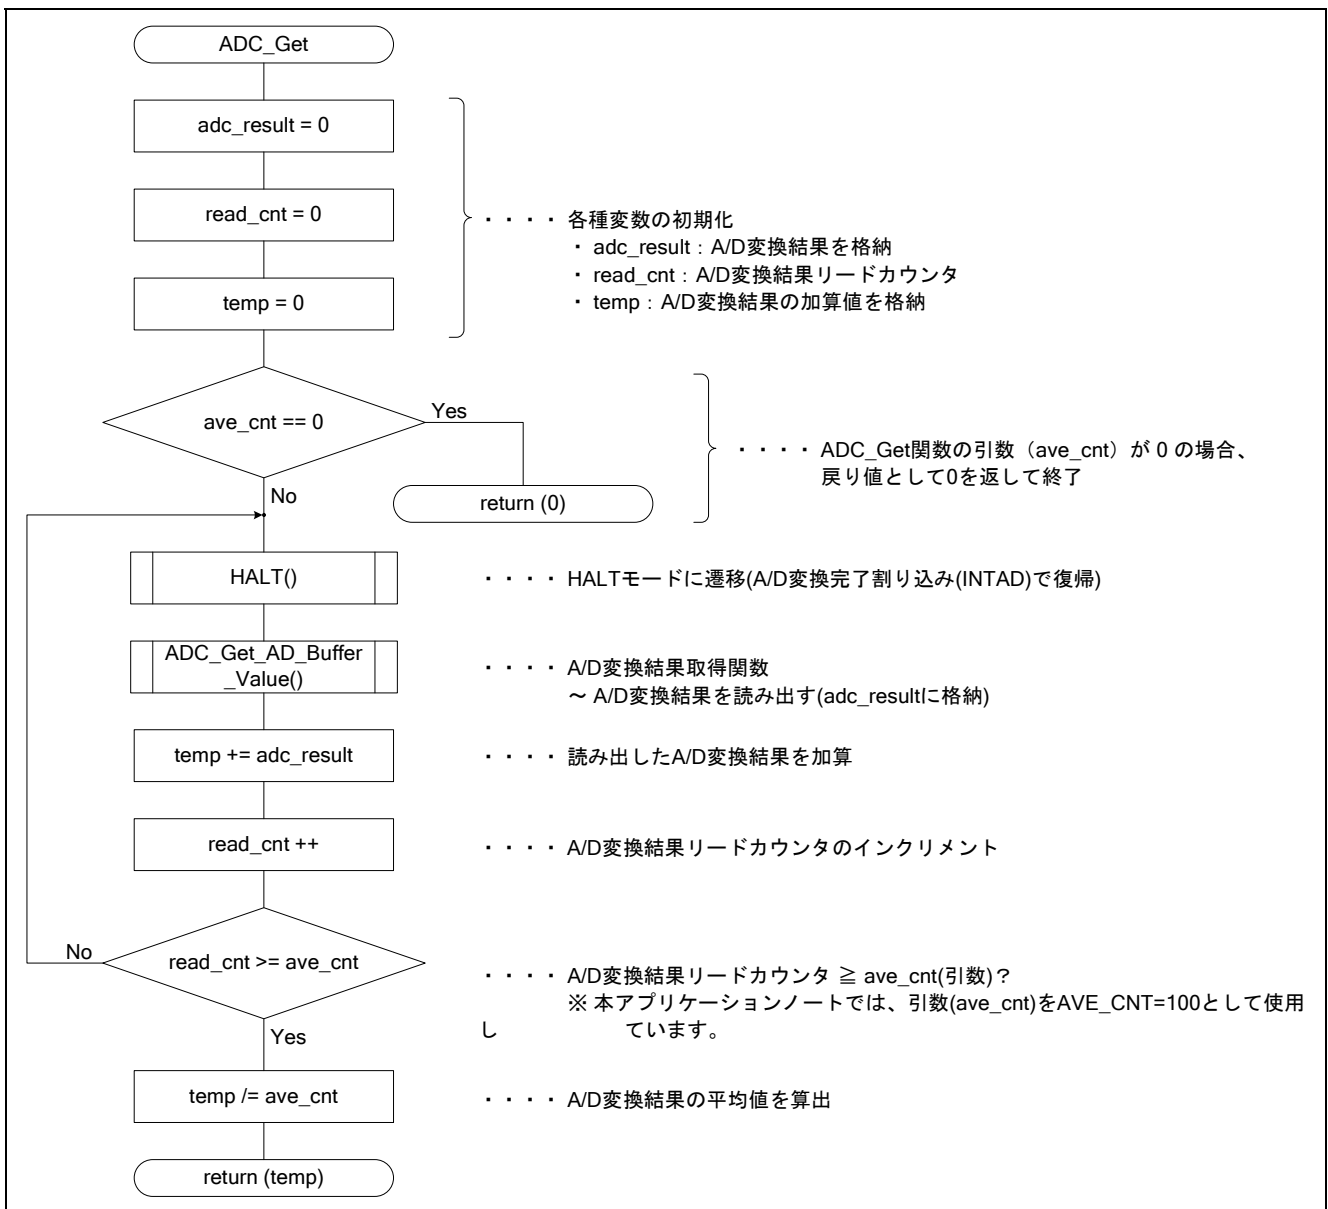 ADC_Get
adc_result = 0
read_cnt = 0
temp = 0
・・・・ 各種変数の初期化
・ adc_result：A/D変換結果を格納
・ read_cnt：A/D変換結果リードカウンタ
・ temp：A/D変換結果の加算値を格納
ave_cnt == 0
Yes
No
return (0)
・・・・ ADC_Get関数の引数（ave_cnt）が 0 の場合、
戻り値として0を返して終了
HALT()
・・・・ HALTモードに遷移(A/D変換完了割り込み(INTAD)で復帰)
ADC_Get_AD_Buffer
_Value()
・・・・ A/D変換結果取得関数
～ A/D変換結果を読み出す(adc_resultに格納)
temp += adc_result
・・・・ 読み出したA/D変換結果を加算
read_cnt ++
・・・・ A/D変換結果リードカウンタのインクリメント
No
read_cnt >= ave_cnt
Yes
・・・・ A/D変換結果リードカウンタ ≧ ave_cnt(引数)？
※ 本アプリケーションノートでは、引数(ave_cnt)をAVE_CNT=100として使用
し ています。
temp /= ave_cnt
・・・・ A/D変換結果の平均値を算出
return (temp)